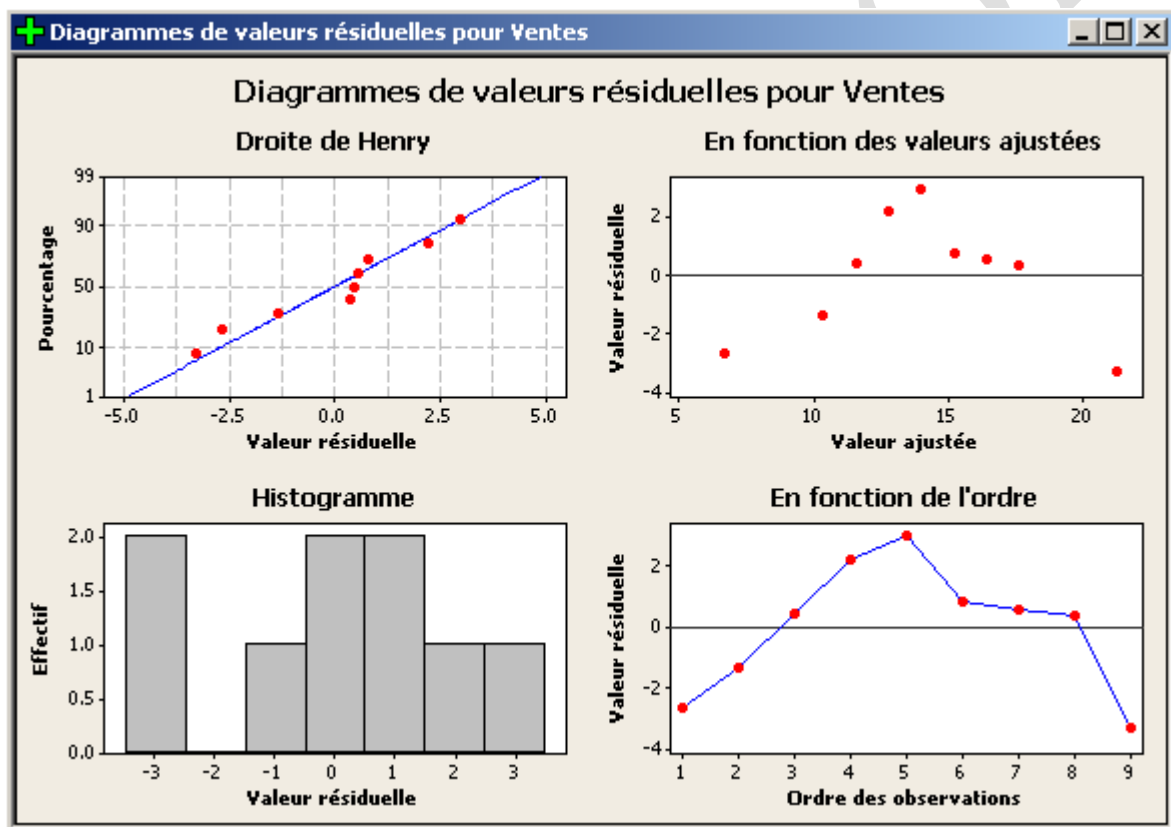 Diagrammes de valeurs résiduelles pour Ventes
Diagrammes de valeurs résiduelles pour Ventes
Droite de Henry
99
90
50
10
1
Pourcentage
-5.0 -2.5 0.0 2.5 5.0
Valeur résiduelle
En fonction des valeurs ajustées
2
0
-2
-4
Valeur résiduelle
5 10 15 20
Valeur ajustée
Histogramme
2.0
1.5
1.0
0.5
0.0
Effectif
-3 -2 -1 0 1 2 3
Valeur résiduelle
En fonction de l'ordre
2
0
-2
-4
Valeur résiduelle
1 2 3 4 5 6 7 8 9
Ordre des observations